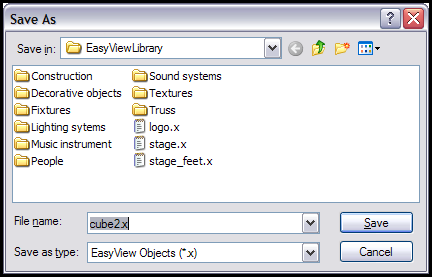 Save As
Save in: EasyViewLibrary
Construction
Decorative objects
Fixtures
Lighting sytems
Music instrument
People
Sound systems
Textures
Truss
logo.x
stage.x
stage_feet.x
File name: cube2.x Save
Save as type: EasyView Objects (*.x) Cancel